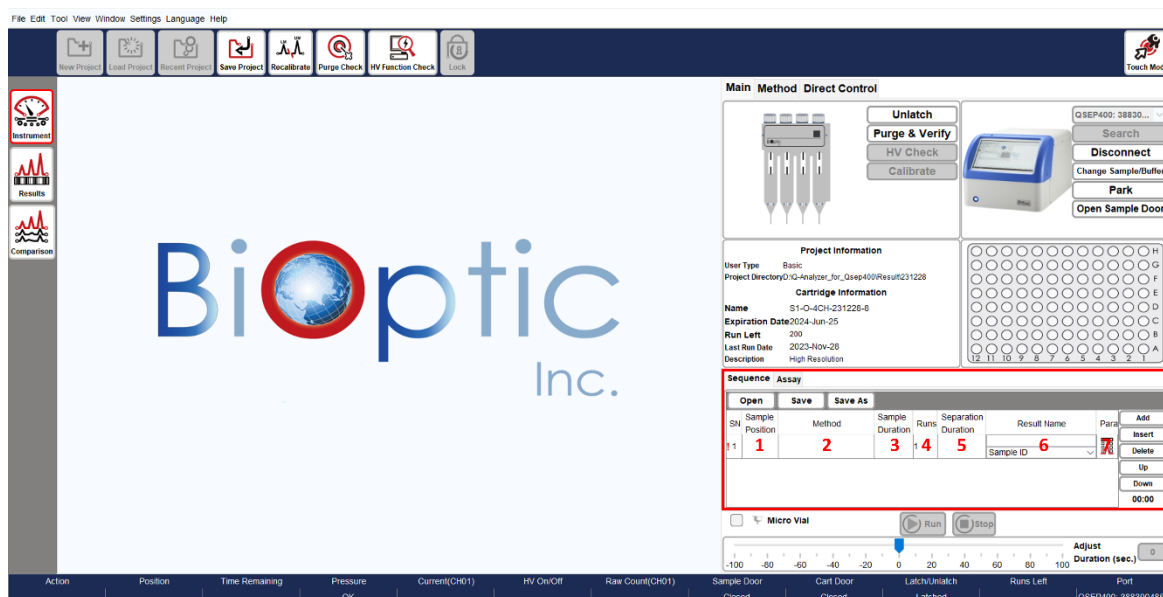 File Edit Tool View Window Settings Language Help
New Project Load Project Recent Project Save Project Recalibrate Purge Check HV Function Check Lock Touch Mod
Instrument
Results
Comparison
BiOptic
Inc.
Main Method Direct Control
Unlatch
Purge & Verify
HV Check
Calibrate
QSEP400: 38830...
Search
Disconnect
Change Sample/Buffer
Park
Open Sample Door
Project Information
User Type Basic
Project Directory D:\Q-Analyzer_for_Qsep400\Result\231228
Cartridge Information
Name S1-O-4CH-231228-8
Expiration Date 2024-Jun-25
Run Left 200
Last Run Date 2023-Nov-28
Description High Resolution
H
G
F
E
D
C
B
A
12 11 10 9 8 7 6 5 4 3 2 1
Sequence Assay
Open Save Save As
SN Sample Position Method Sample Duration Runs Separation Duration Result Name Para
! 1 1 2 3 1 4 5 6 7
Sample ID
Add
Insert
Delete
Up
Down
00:00
Micro Vial Run Stop
-100 -80 -60 -40 -20 0 20 40 60 80 100
Adjust
Duration (sec.) 0
Action Position Time Remaining Pressure Current(CH01) HV On/Off Raw Count(CH01) Sample Door Cart Door Latch/Unlatch Runs Left Port
OK Closed Closed Latched